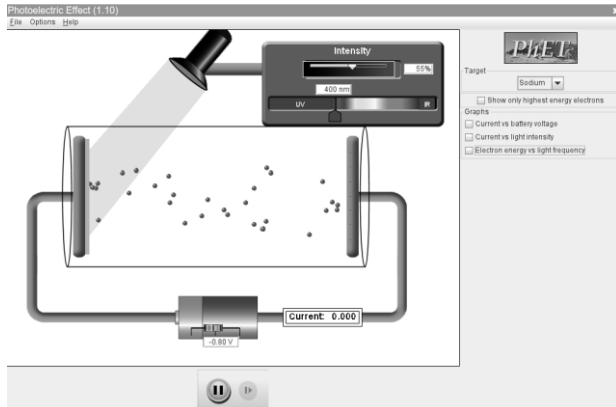 Photoelectric Effect (1.10)
File Options Help
Intensity
55%
400 nm
UV
IR
PhET
Target
Sodium
Show only highest energy electrons
Graphs
Current vs battery voltage
Current vs light intensity
Electron energy vs light frequency
Current: 0.000
-0.80 V